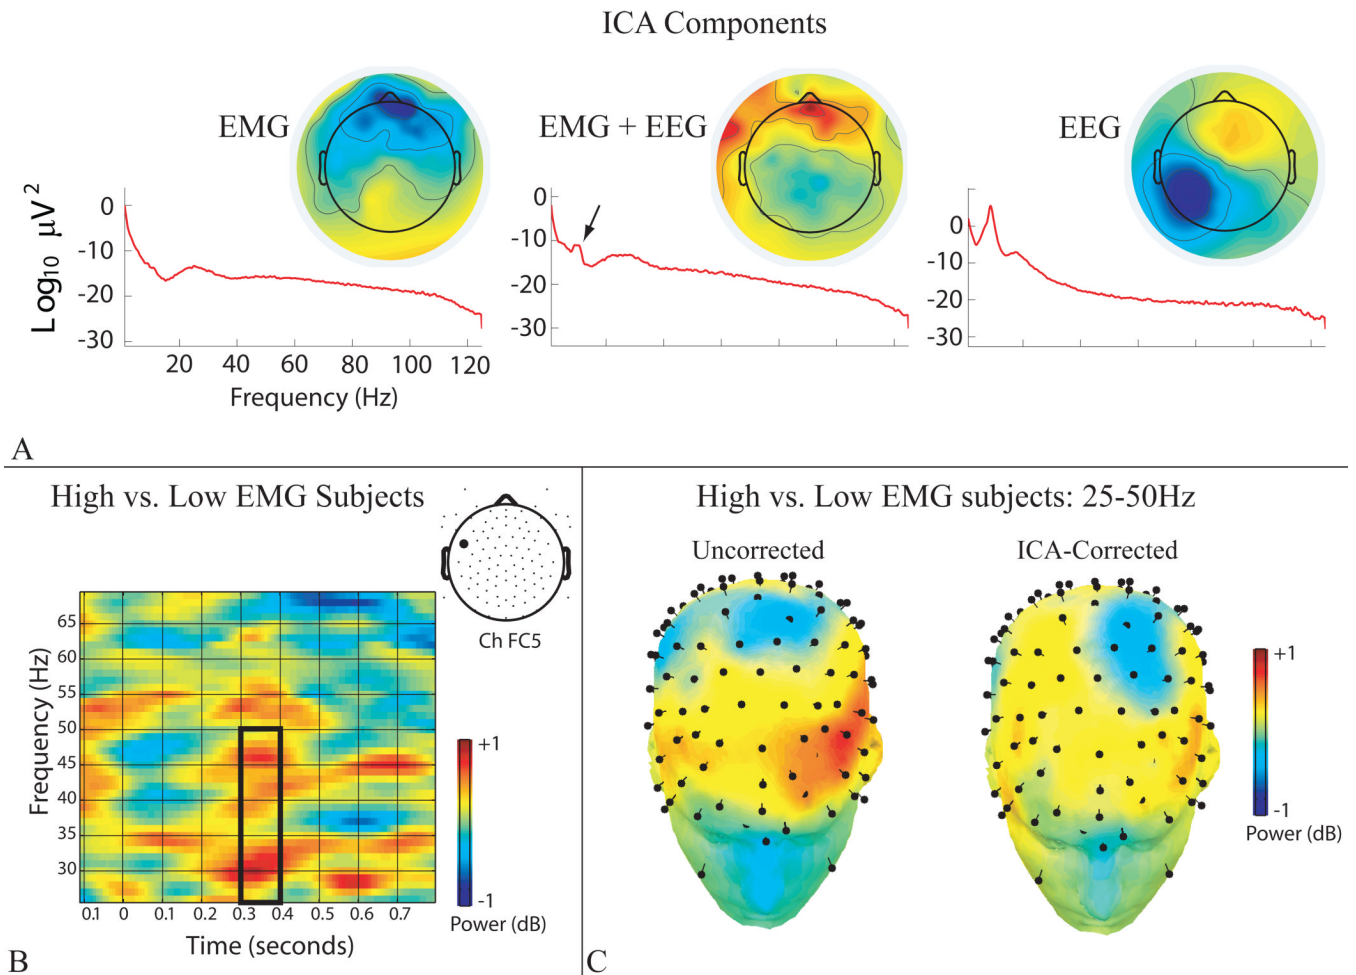 ICA Components
EMG
EMG + EEG
EEG
Log10 μV2
0
-10
-20
-30
20 40 60 80 100 120
Frequency (Hz)
0
-10
-20
-30
0
-10
-20
-30
A
High vs. Low EMG Subjects
Ch FC5
Frequency (Hz)
65
60
55
50
45
40
35
30
0.1 0 0.2 0.3 0.4 0.5 0.6 0.7
Time (seconds)
+1
-1
Power (dB)
B
High vs. Low EMG subjects: 25-50Hz
Uncorrected
ICA-Corrected
+1
-1
Power (dB)
C